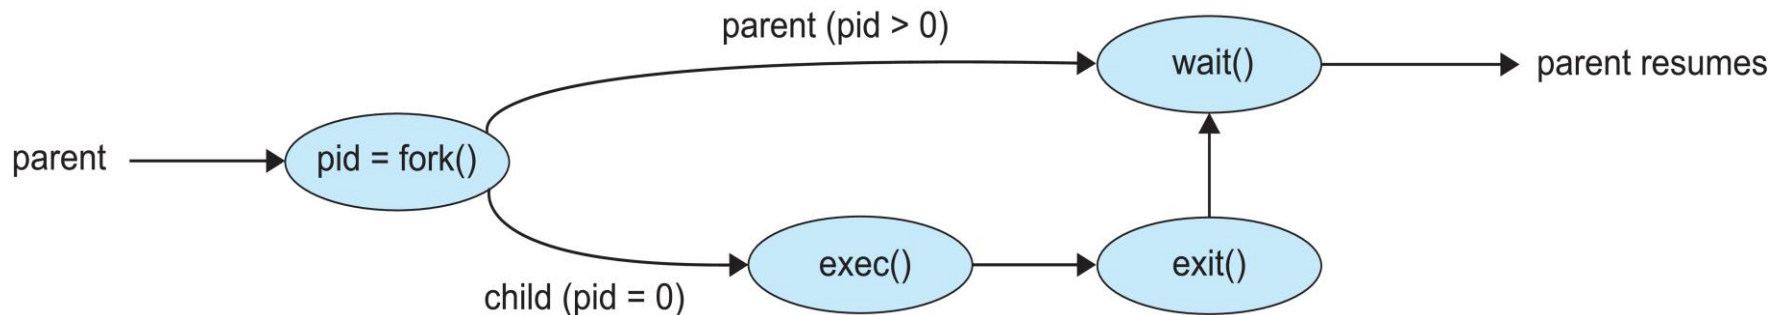 parent (pid > 0)
wait()
parent resumes
parent
pid = fork()
exec()
exit()
child (pid = 0)